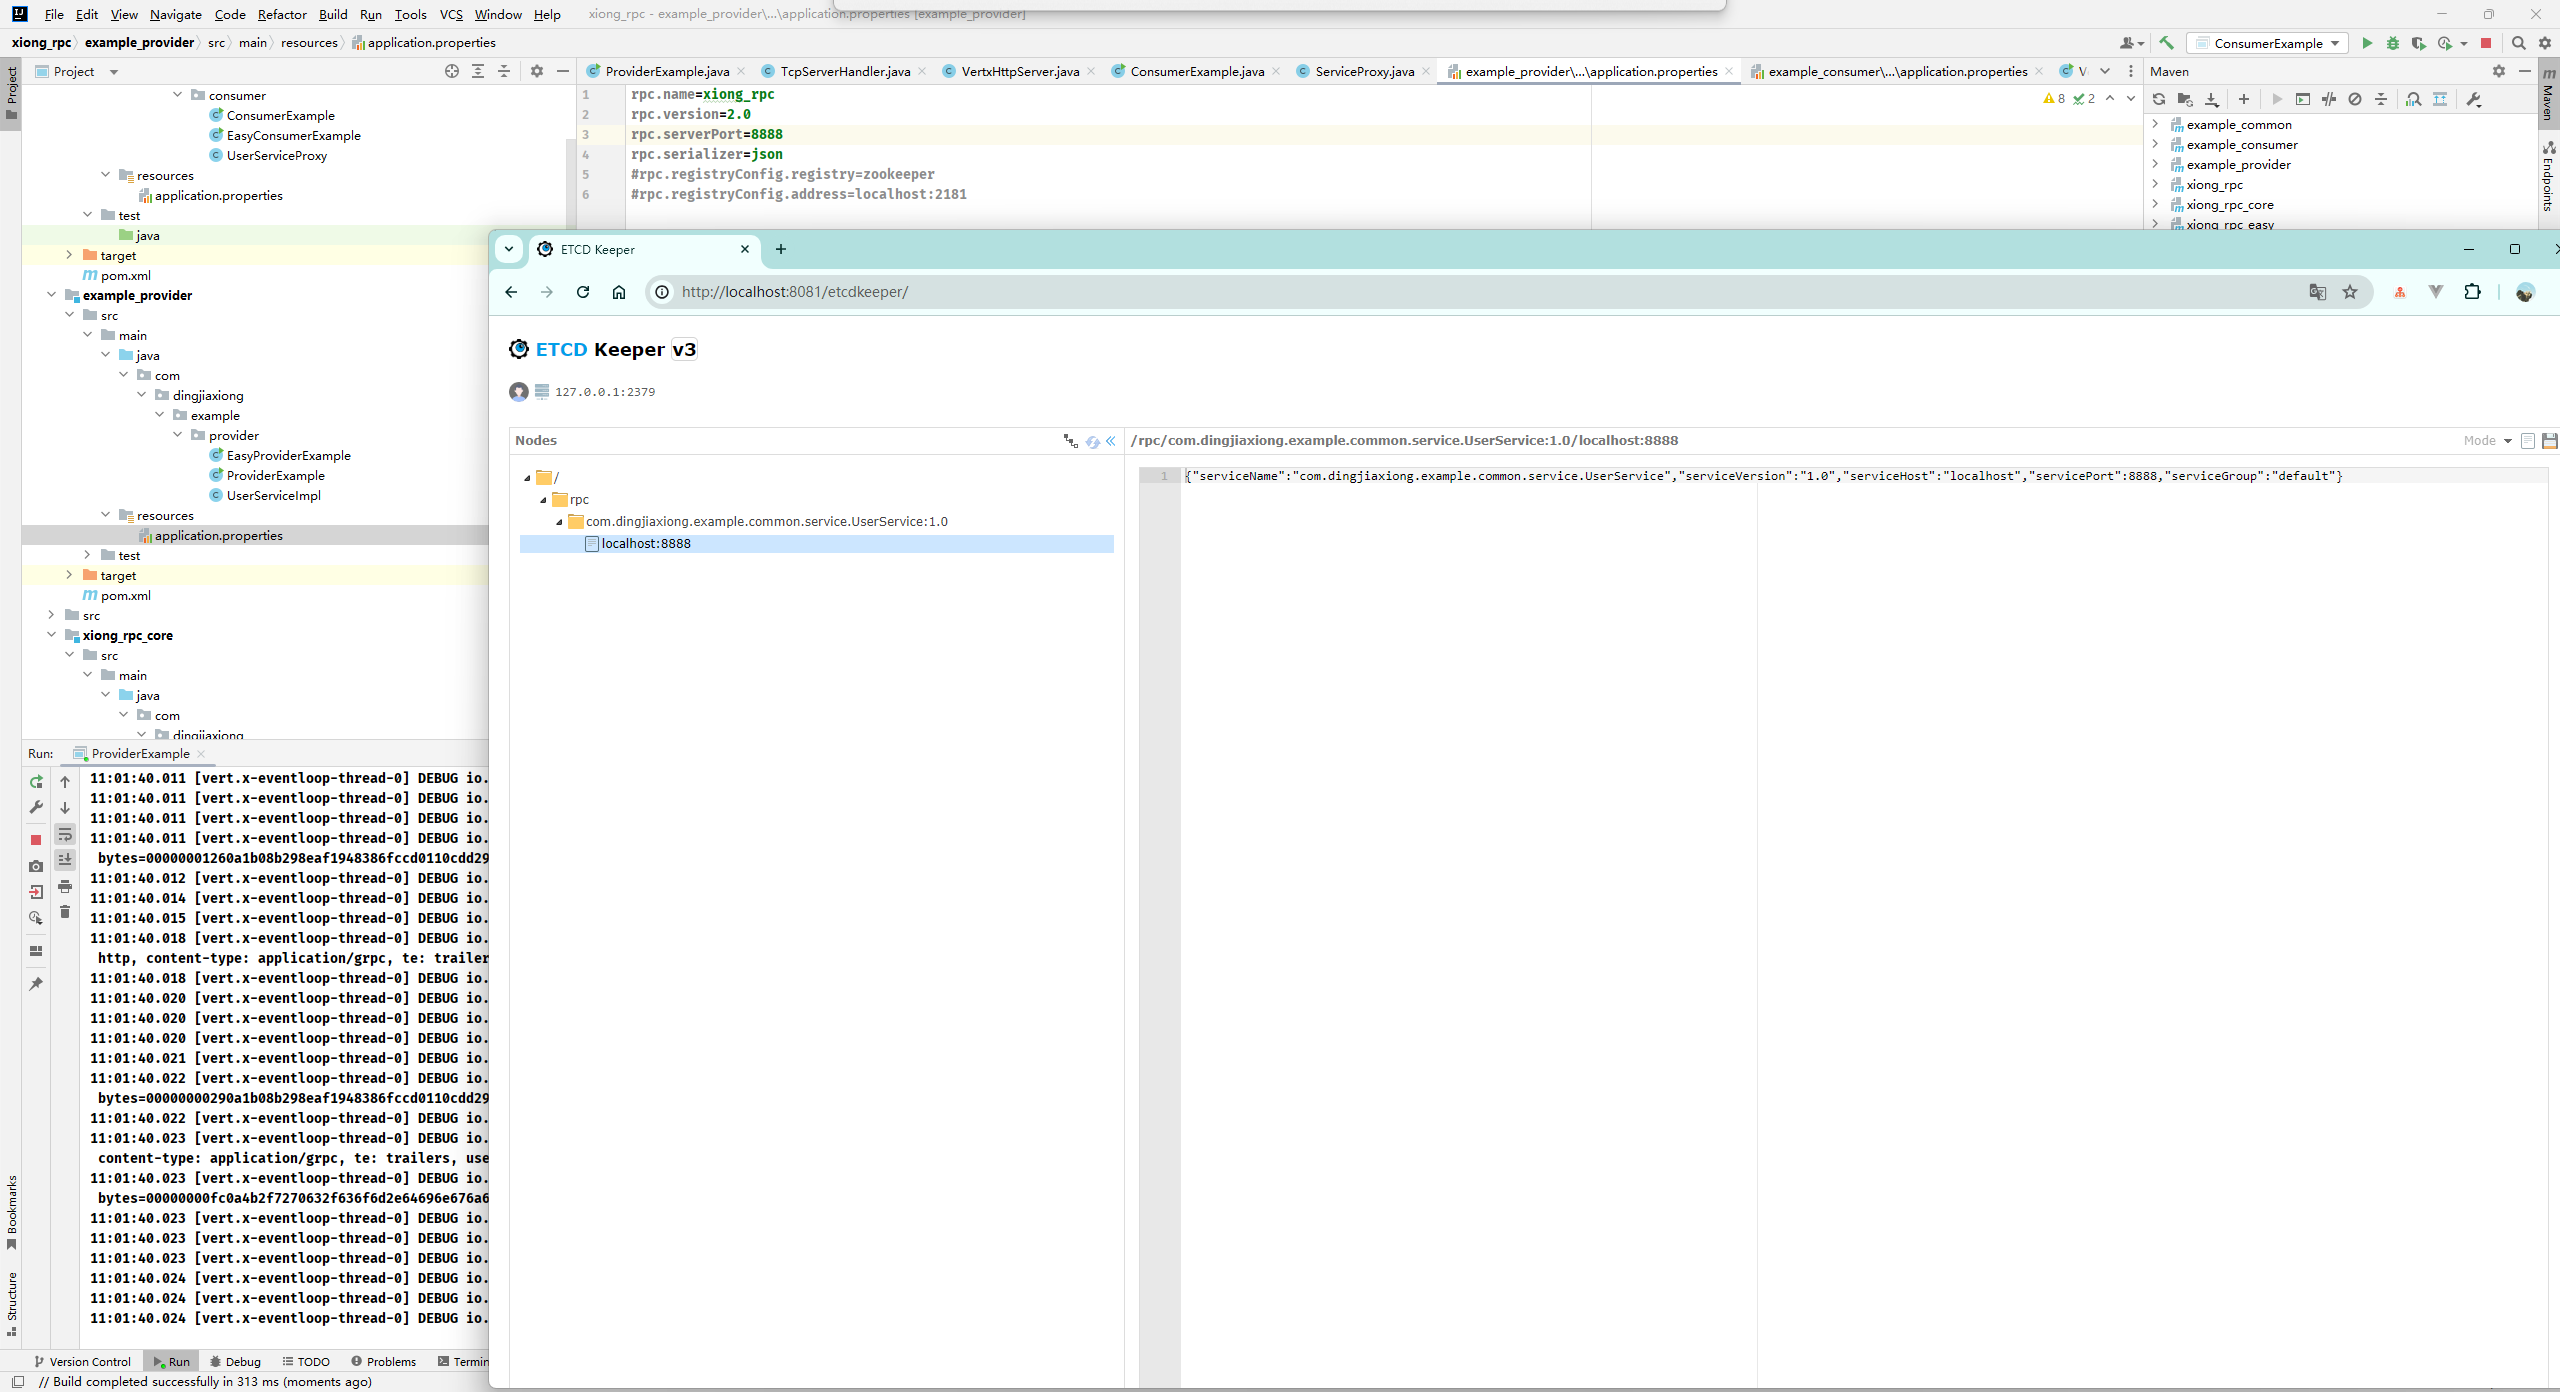 File Edit View Navigate Code Refactor Build Run Tools VCS Window Help xiong_rpc - example_provider\...\application.properties [example_provider]
xiong_rpc example_provider src main resources application.properties
ConsumerExample
Project
ProviderExample.java TcpServerHandler.java VertxHttpServer.java ConsumerExample.java ServiceProxy.java example_provider\...\application.properties example_consumer\...\application.properties
Maven
Project
consumer
ConsumerExample
EasyConsumerExample
UserServiceProxy
resources
application.properties
test
java
target
pom.xml
example_provider
src
main
java
com
dingjiaxiong
example
provider
EasyProviderExample
ProviderExample
UserServiceImpl
resources
application.properties
test
target
pom.xml
src
xiong_rpc_core
src
main
java
com
dingjiaxiong
1 rpc.name=xiong_rpc
2 rpc.version=2.0
3 rpc.serverPort=8888
4 rpc.serializer=json
5 #rpc.registryConfig.registry=zookeeper
6 #rpc.registryConfig.address=localhost:2181
8 2
example_common
example_consumer
example_provider
xiong_rpc
xiong_rpc_core
xiong_rpc_easy
Maven
Endpoints
ETCD Keeper
http://localhost:8081/etcdkeeper/
ETCD Keeper v3
127.0.0.1:2379
Nodes
/
rpc
com.dingjiaxiong.example.common.service.UserService:1.0
localhost:8888
/rpc/com.dingjiaxiong.example.common.service.UserService:1.0/localhost:8888
Mode
1 {"serviceName":"com.dingjiaxiong.example.common.service.UserService","serviceVersion":"1.0","serviceHost":"localhost","servicePort":8888,"serviceGroup":"default"}
Run: ProviderExample
11:01:40.011 [vert.x-eventloop-thread-0] DEBUG io.
11:01:40.011 [vert.x-eventloop-thread-0] DEBUG io.
11:01:40.011 [vert.x-eventloop-thread-0] DEBUG io.
11:01:40.011 [vert.x-eventloop-thread-0] DEBUG io.
bytes=00000001260a1b08b298eaf1948386fccd0110cdd29
11:01:40.012 [vert.x-eventloop-thread-0] DEBUG io.
11:01:40.014 [vert.x-eventloop-thread-0] DEBUG io.
11:01:40.015 [vert.x-eventloop-thread-0] DEBUG io.
11:01:40.018 [vert.x-eventloop-thread-0] DEBUG io.
http, content-type: application/grpc, te: trailer
11:01:40.018 [vert.x-eventloop-thread-0] DEBUG io.
11:01:40.020 [vert.x-eventloop-thread-0] DEBUG io.
11:01:40.020 [vert.x-eventloop-thread-0] DEBUG io.
11:01:40.020 [vert.x-eventloop-thread-0] DEBUG io.
11:01:40.021 [vert.x-eventloop-thread-0] DEBUG io.
11:01:40.022 [vert.x-eventloop-thread-0] DEBUG io.
bytes=00000000290a1b08b298eaf1948386fccd0110cdd29
11:01:40.022 [vert.x-eventloop-thread-0] DEBUG io.
11:01:40.023 [vert.x-eventloop-thread-0] DEBUG io.
content-type: application/grpc, te: trailers, use
11:01:40.023 [vert.x-eventloop-thread-0] DEBUG io.
bytes=00000000fc0a4b2f7270632f636f6d2e64696e676a6
11:01:40.023 [vert.x-eventloop-thread-0] DEBUG io.
11:01:40.023 [vert.x-eventloop-thread-0] DEBUG io.
11:01:40.023 [vert.x-eventloop-thread-0] DEBUG io.
11:01:40.024 [vert.x-eventloop-thread-0] DEBUG io.
11:01:40.024 [vert.x-eventloop-thread-0] DEBUG io.
11:01:40.024 [vert.x-eventloop-thread-0] DEBUG io.
Bookmarks
Structure
Version Control Run Debug TODO Problems Termin
// Build completed successfully in 313 ms (moments ago)